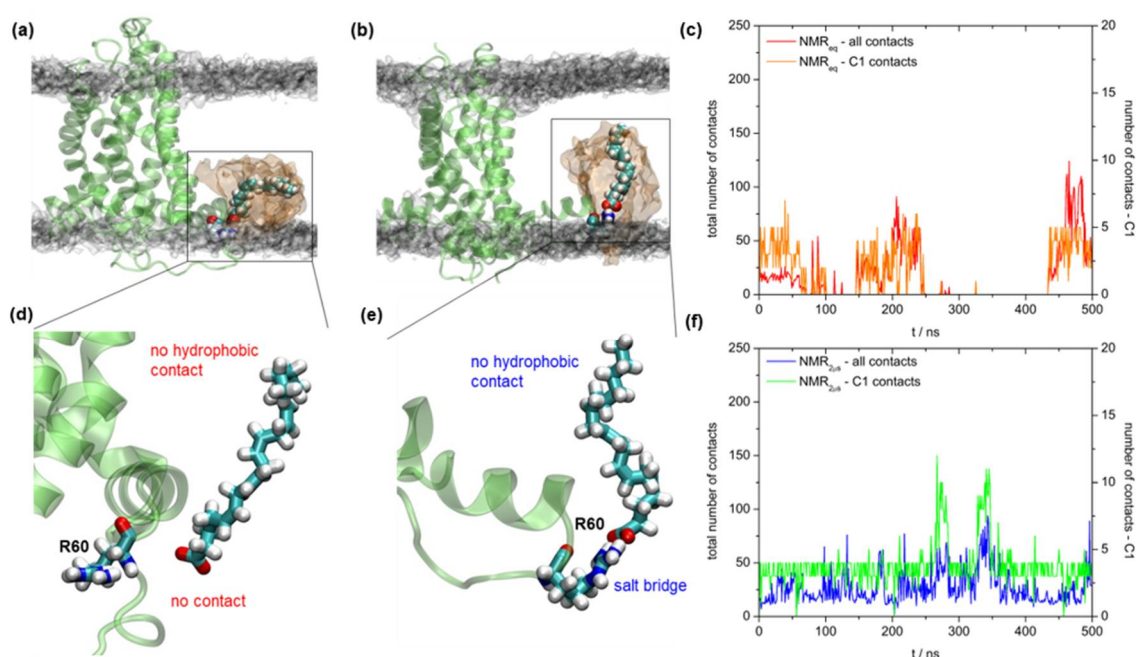 (a)
(b)
(c)
250
200
150
100
50
0
total number of contacts
NMReq - all contacts
NMReq - C1 contacts
20
15
10
5
0
number of contacts - C1
0 100 200 300 400 500
t / ns
(d)
no hydrophobic
contact
R60
no contact
(e)
no hydrophobic
contact
R60
salt bridge
(f)
250
200
150
100
50
0
total number of contacts
NMR2μs - all contacts
NMR2μs - C1 contacts
20
15
10
5
0
number of contacts - C1
0 100 200 300 400 500
t / ns